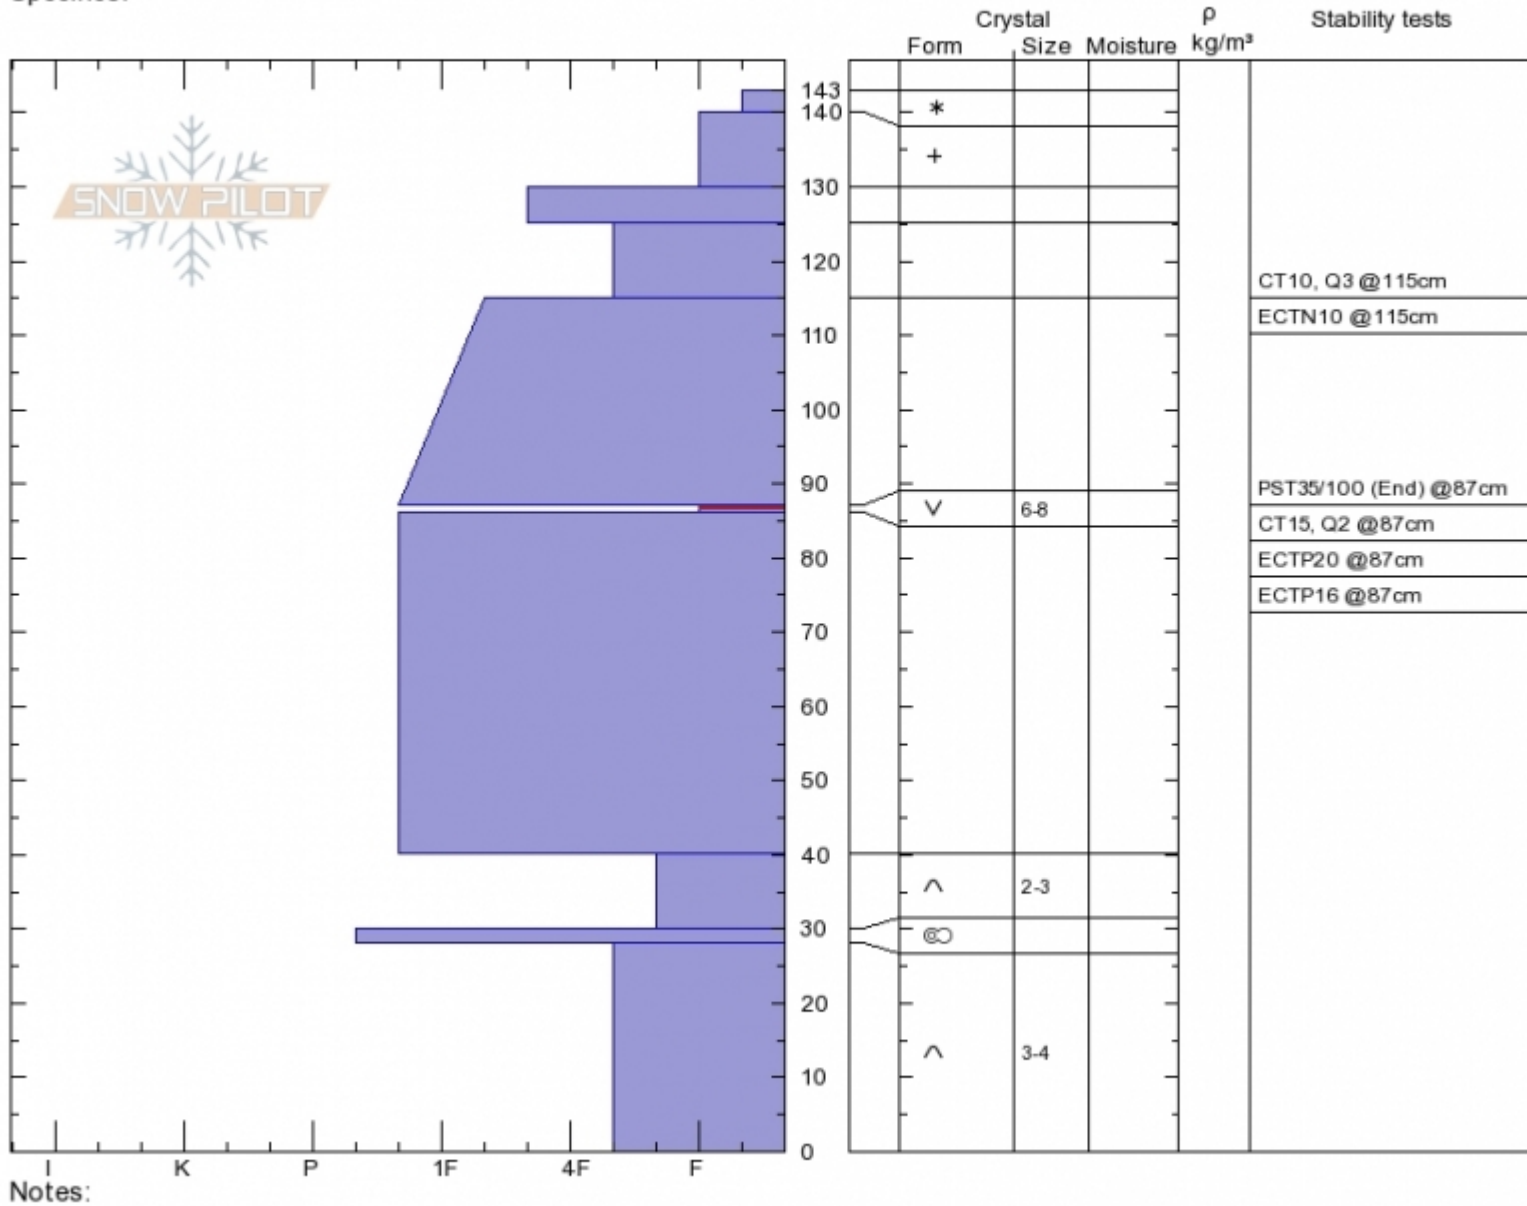 Crystal ρ Stability tests
Form Size Moisture kg/m³
SNOW PILOT
143
140
130
120
110
100
90
80
70
60
50
40
30
20
10
0
6-8
2-3
3-4
CT10, Q3 @115cm
ECTN10 @115cm
PST35/100 (End) @87cm
CT15, Q2 @87cm
ECTP20 @87cm
ECTP16 @87cm
I K P 1F 4F F
Notes: